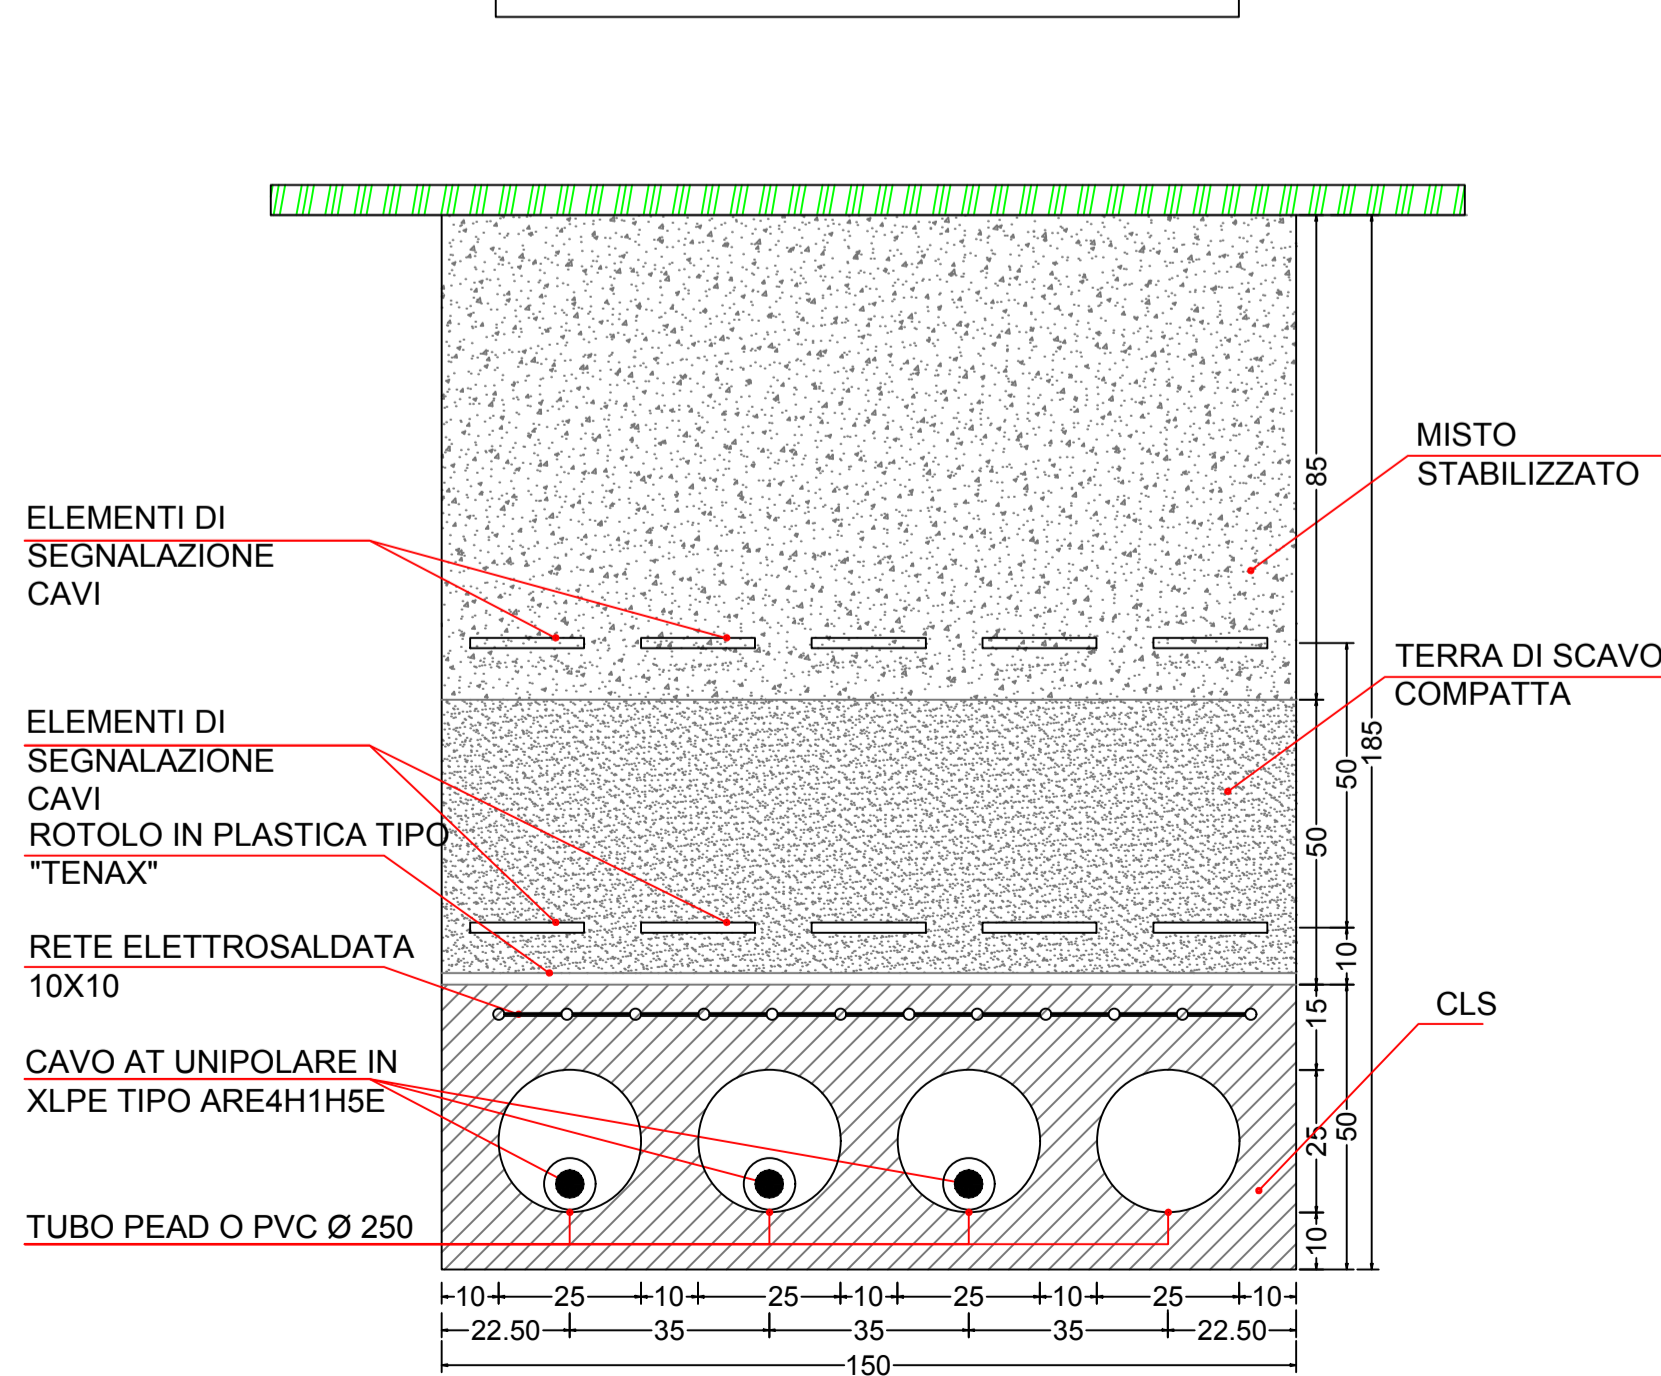 MISTO
STABILIZZATO
ELEMENTI DI
SEGNALAZIONE
CAVI
TERRA DI SCAVO
COMPATTA
ELEMENTI DI
SEGNALAZIONE
CAVI
ROTOLO IN PLASTICA TIPO
"TENAX"
RETE ELETTROSALDATA
10X10
CLS
CAVO AT UNIPOLARE IN
XLPE TIPO ARE4H1H5E
TUBO PEAD O PVC Ø 250
85
50
15
25
10
50
10
50
185
10 25 10 25 10 25 10 25 10
22.50 35 35 35 22.50
150